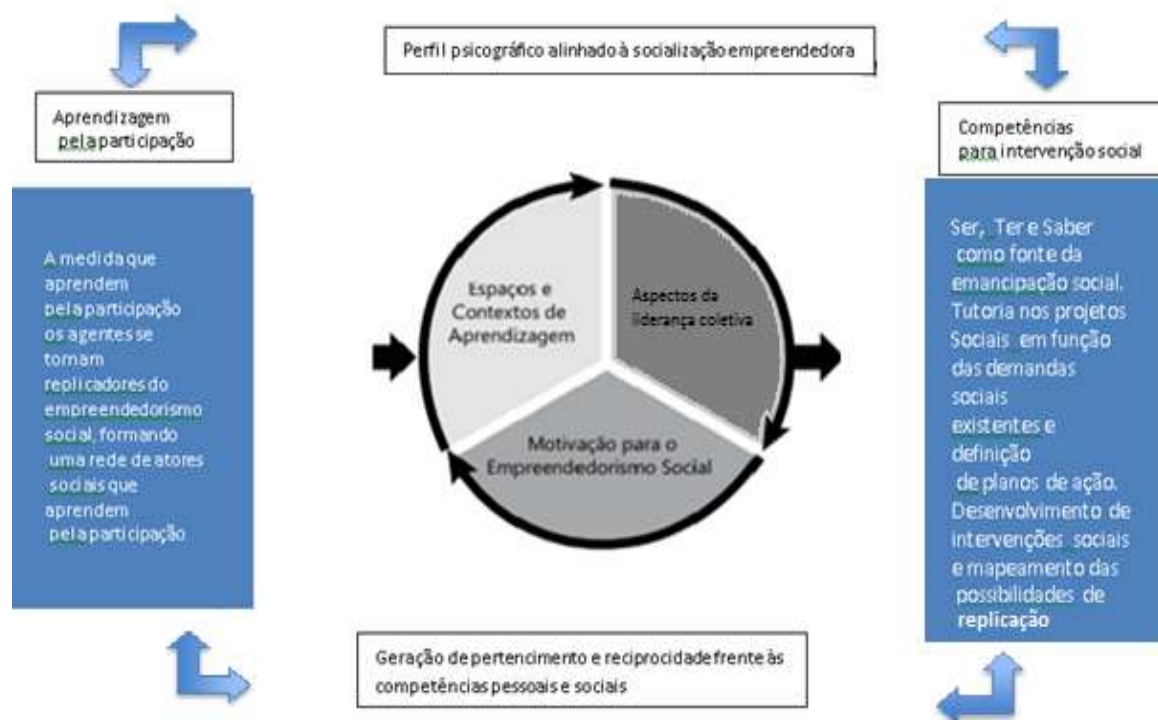 Perfil psicográfico alinhado à socialização empreendedora
Aprendizagem
pela participação
A medida que
aprendem
pela participação
os agentes se
tornam
replicadores do
empreendedorismo
social, formando
uma rede de atores
sociais que
aprendem
pela participação
Espaços e
Contextos de
Aprendizagem
Aspectos da
liderança coletiva
Motivação para o
Empreendedorismo Social
Competências
para intervenção social
Ser, Ter e Saber
como fonte da
emancipação social.
Tutoria nos projetos
Sociais em função
das demandas
sociais
existentes e
definição
de planos de ação.
Desenvolvimento de
intervenções sociais
e mapeamento das
possibilidades de
replicação
Geração de pertencimento e reciprocidade frente às
competências pessoais e sociais